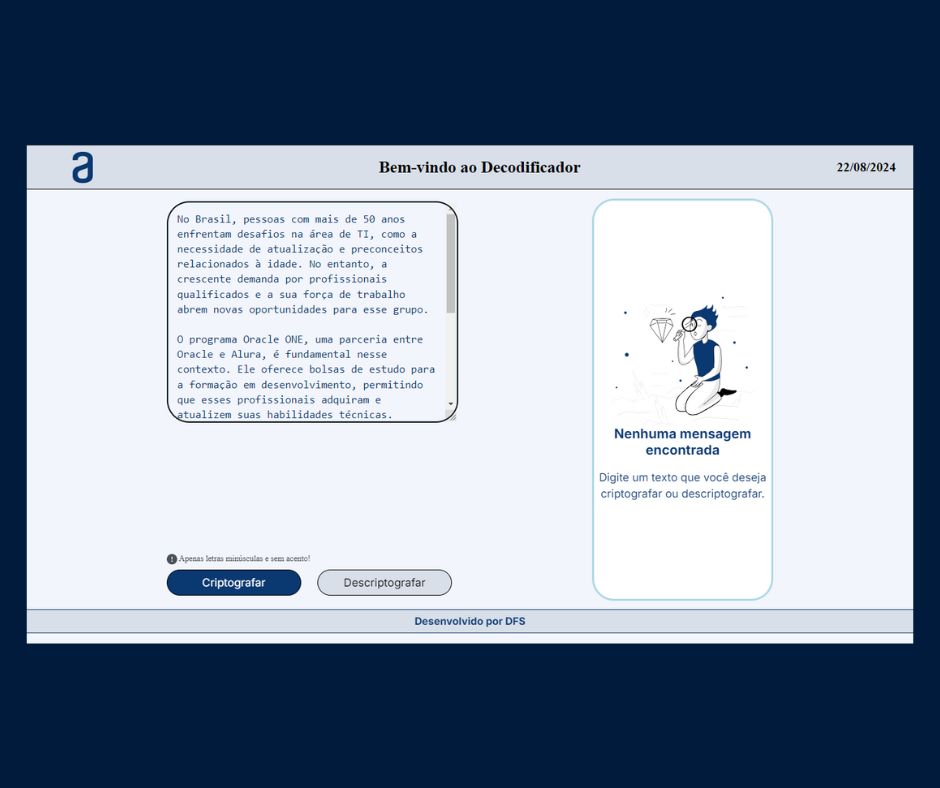 a
Bem-vindo ao Decodificador
22/08/2024
No Brasil, pessoas com mais de 50 anos
enfrentam desafios na área de TI, como a
necessidade de atualização e preconceitos
relacionados à idade. No entanto, a
crescente demanda por profissionais
qualificados e a sua força de trabalho
abrem novas oportunidades para esse grupo.
O programa Oracle ONE, uma parceria entre
Oracle e Alura, é fundamental nesse
contexto. Ele oferece bolsas de estudo para
a formação em desenvolvimento, permitindo
que esses profissionais adquiram e
atualizem suas habilidades técnicas.
Nenhuma mensagem
encontrada
Digite um texto que você deseja
criptografar ou descriptografar.
Apenas letras minúsculas e sem acento!
Criptografar
Descriptografar
Desenvolvido por DFS